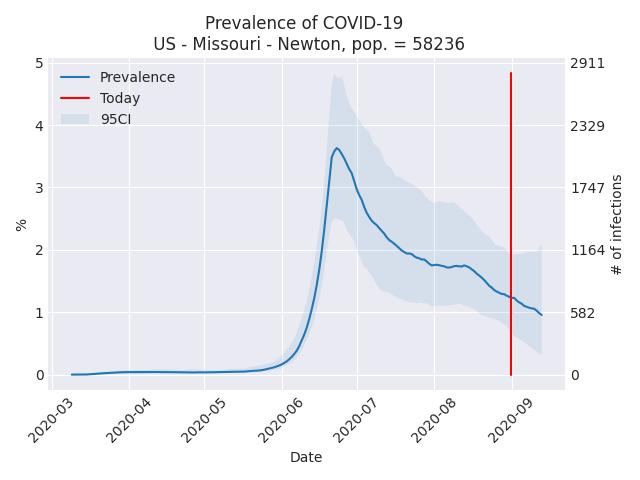 Prevalence of COVID-19
US - Missouri - Newton, pop. = 58236
Prevalence
Today
95CI
5
4
3
2
1
0
%
2911
2329
1747
1164
582
0
# of infections
2020-03
2020-04
2020-05
2020-06
2020-07
2020-08
2020-09
Date